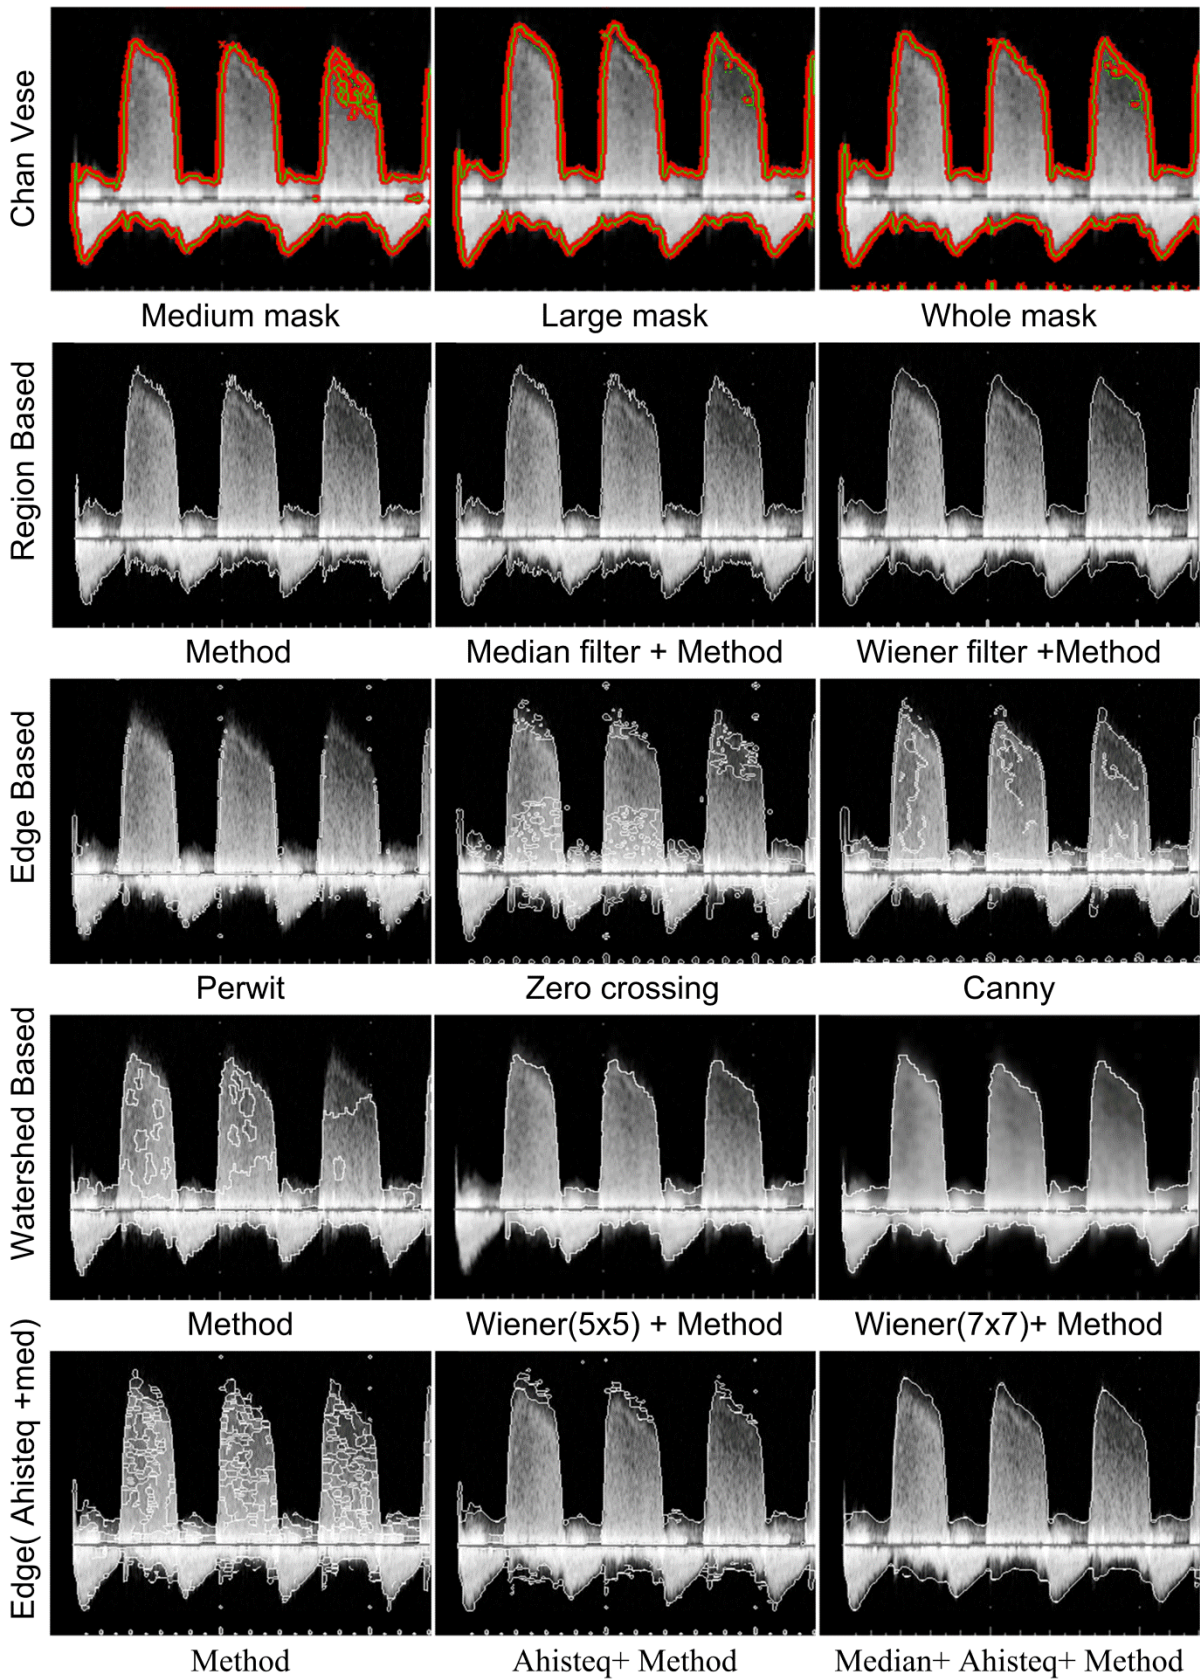 Chan Vese
Medium mask
Large mask
Whole mask
Region Based
Method
Median filter + Method
Wiener filter +Method
Edge Based
Perwit
Zero crossing
Canny
Watershed Based
Method
Wiener(5x5) + Method
Wiener(7x7)+ Method
Edge( Ahisteq +med)
Method
Ahisteq+ Method
Median+ Ahisteq+ Method